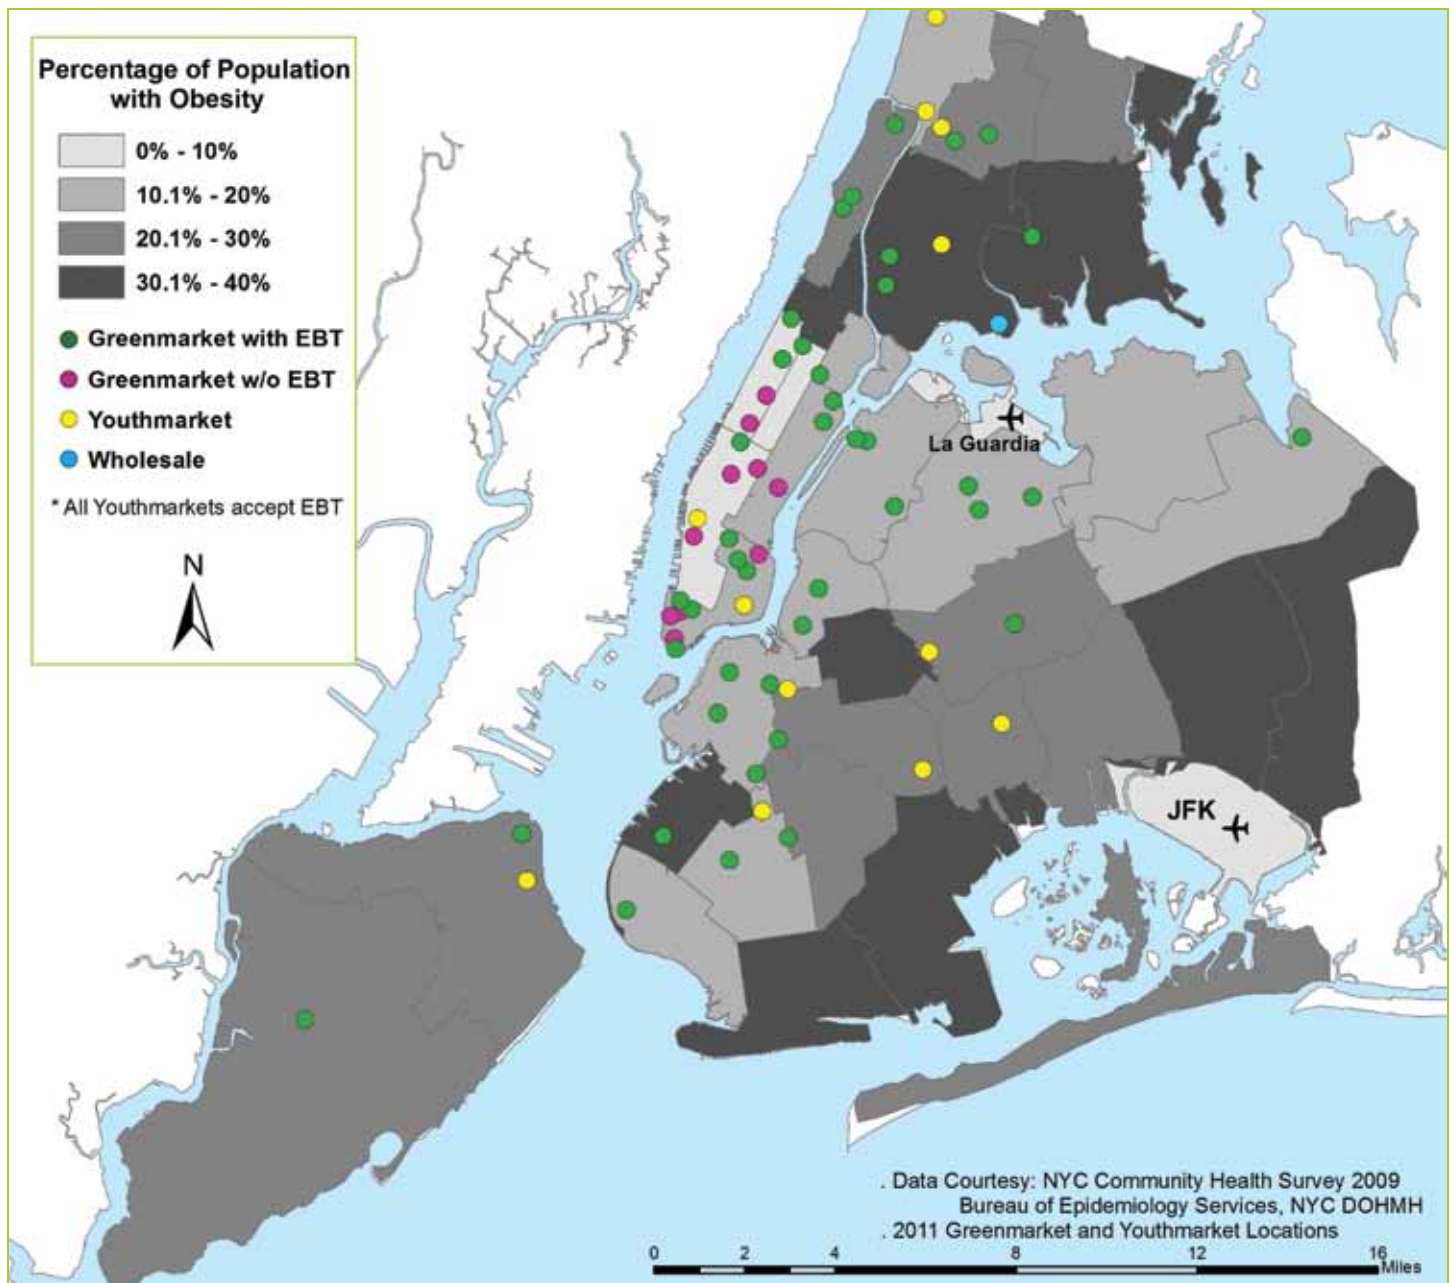 Percentage of Population
with Obesity
0% - 10%
10.1% - 20%
20.1% - 30%
30.1% - 40%
Greenmarket with EBT
Greenmarket w/o EBT
Youthmarket
Wholesale
* All Youthmarkets accept EBT
N
La Guardia
JFK
. Data Courtesy: NYC Community Health Survey 2009
Bureau of Epidemiology Services, NYC DOHMH
. 2011 Greenmarket and Youthmarket Locations
0 2 4 8 12 16
Miles